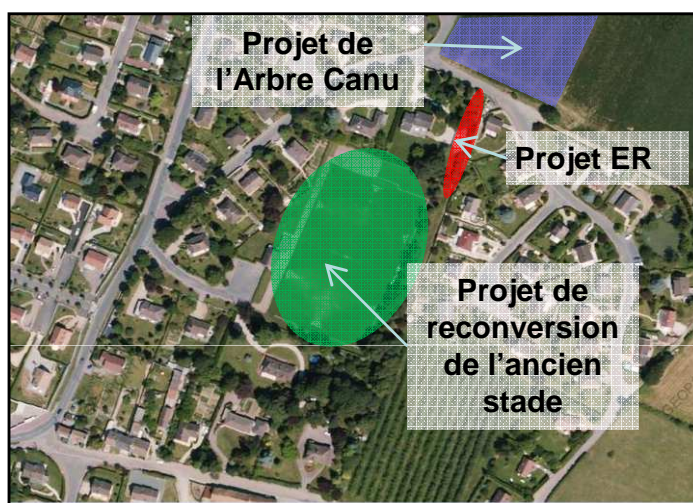 Projet de
l'Arbre Canu
Projet ER
Projet de
reconversion
de l'ancien
stade